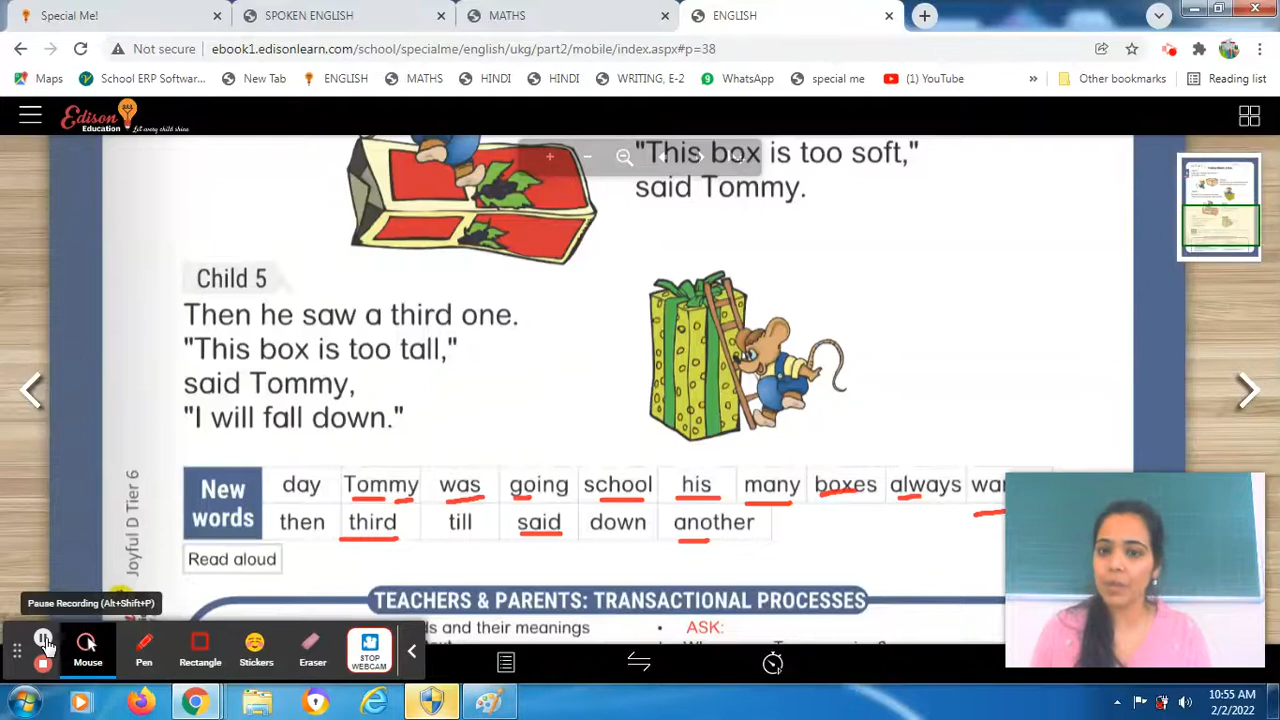 Special Me!
SPOKEN ENGLISH
MATHS
ENGLISH
Not secure
ebook1.edisonlearn.com/school/specialme/english/ukg/part2/mobile/index.aspx#p=38
Maps
School ERP Softwar...
New Tab
ENGLISH
MATHS
HINDI
HINDI
WRITING, E-2
WhatsApp
special me
(1) YouTube
»
Other bookmarks
Reading list
Edison
Education
Let every child shine
"This box is too soft,"
said Tommy.
Child 5
Then he saw a third one.
"This box is too tall,"
said Tommy,
"I will fall down."
New words
day Tommy was going school his many boxes always
then third till said down another
Read aloud
Joyful D Tier 6
TEACHERS & PARENTS: TRANSACTIONAL PROCESSES
and their meanings
• ASK:
Pause Recording (Alt+Shift+P)
Mouse
Pen
Rectangle
Stickers
Eraser
STOP
WEBCAM
10:55 AM
2/2/2022